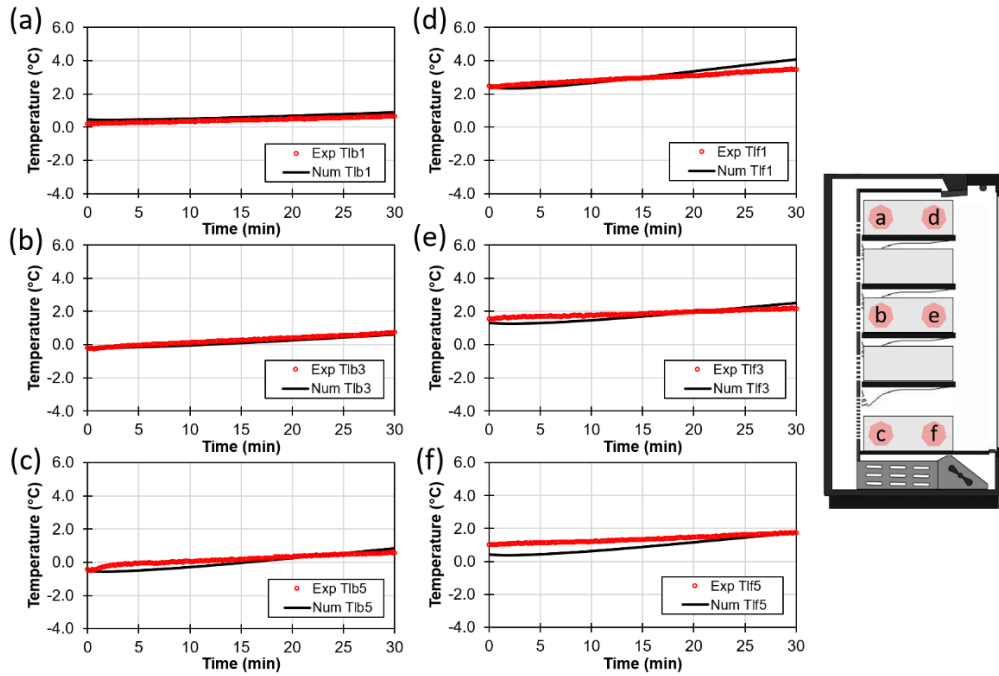 (a)
Temperature (°C)
6.0
4.0
2.0
0.0
-2.0
-4.0
Exp Tlb1
Num Tlb1
0 5 10 15 20 25 30
Time (min)
(b)
Temperature (°C)
6.0
4.0
2.0
0.0
-2.0
-4.0
Exp Tlb3
Num Tlb3
0 5 10 15 20 25 30
Time (min)
(c)
Temperature (°C)
6.0
4.0
2.0
0.0
-2.0
-4.0
Exp Tlb5
Num Tlb5
0 5 10 15 20 25 30
Time (min)
(d)
Temperature (°C)
6.0
4.0
2.0
0.0
-2.0
-4.0
Exp Tlf1
Num Tlf1
0 5 10 15 20 25 30
Time (min)
(e)
Temperature (°C)
6.0
4.0
2.0
0.0
-2.0
-4.0
Exp Tlf3
Num Tlf3
0 5 10 15 20 25 30
Time (min)
(f)
Temperature (°C)
6.0
4.0
2.0
0.0
-2.0
-4.0
Exp Tlf5
Num Tlf5
0 5 10 15 20 25 30
Time (min)
a d
b e
c f